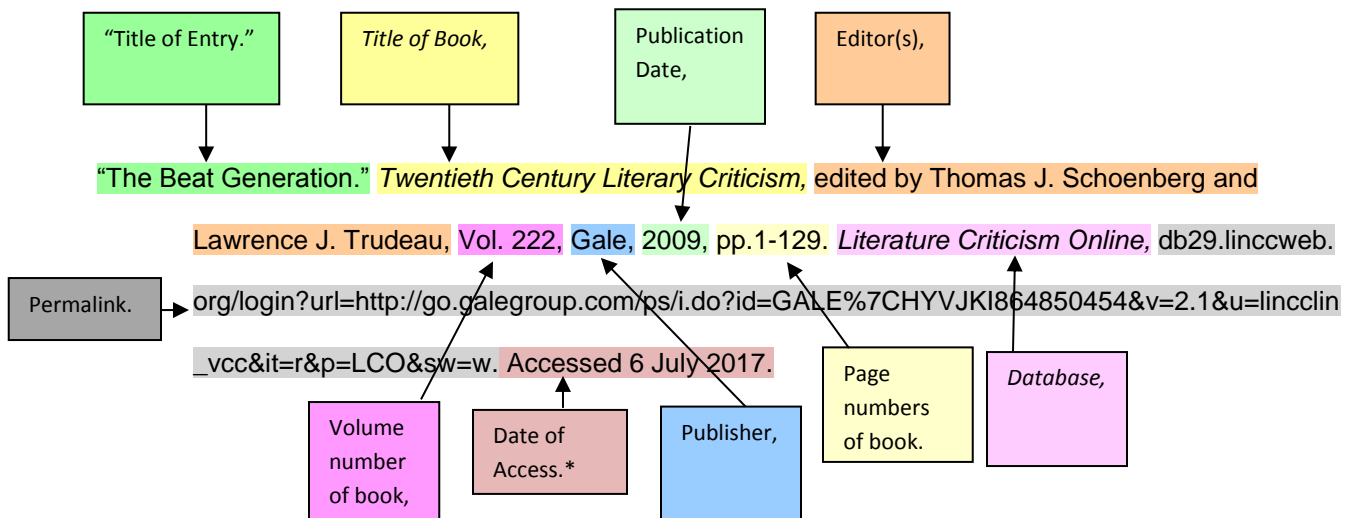 “Title of Entry.”
Title of Book,
Publication
Date,
Editor(s),
“The Beat Generation.” Twentieth Century Literary Criticism, edited by Thomas J. Schoenberg and
Lawrence J. Trudeau, Vol. 222, Gale, 2009, pp.1-129. Literature Criticism Online, db29.linccweb.
Permalink.
org/login?url=http://go.galegroup.com/ps/i.do?id=GALE%7CHYVJKI864850454&v=2.1&u=lincclin
_vcc&it=r&p=LCO&sw=w. Accessed 6 July 2017.
Volume
number
of book,
Date of
Access.*
Publisher,
Page
numbers
of book.
Database,